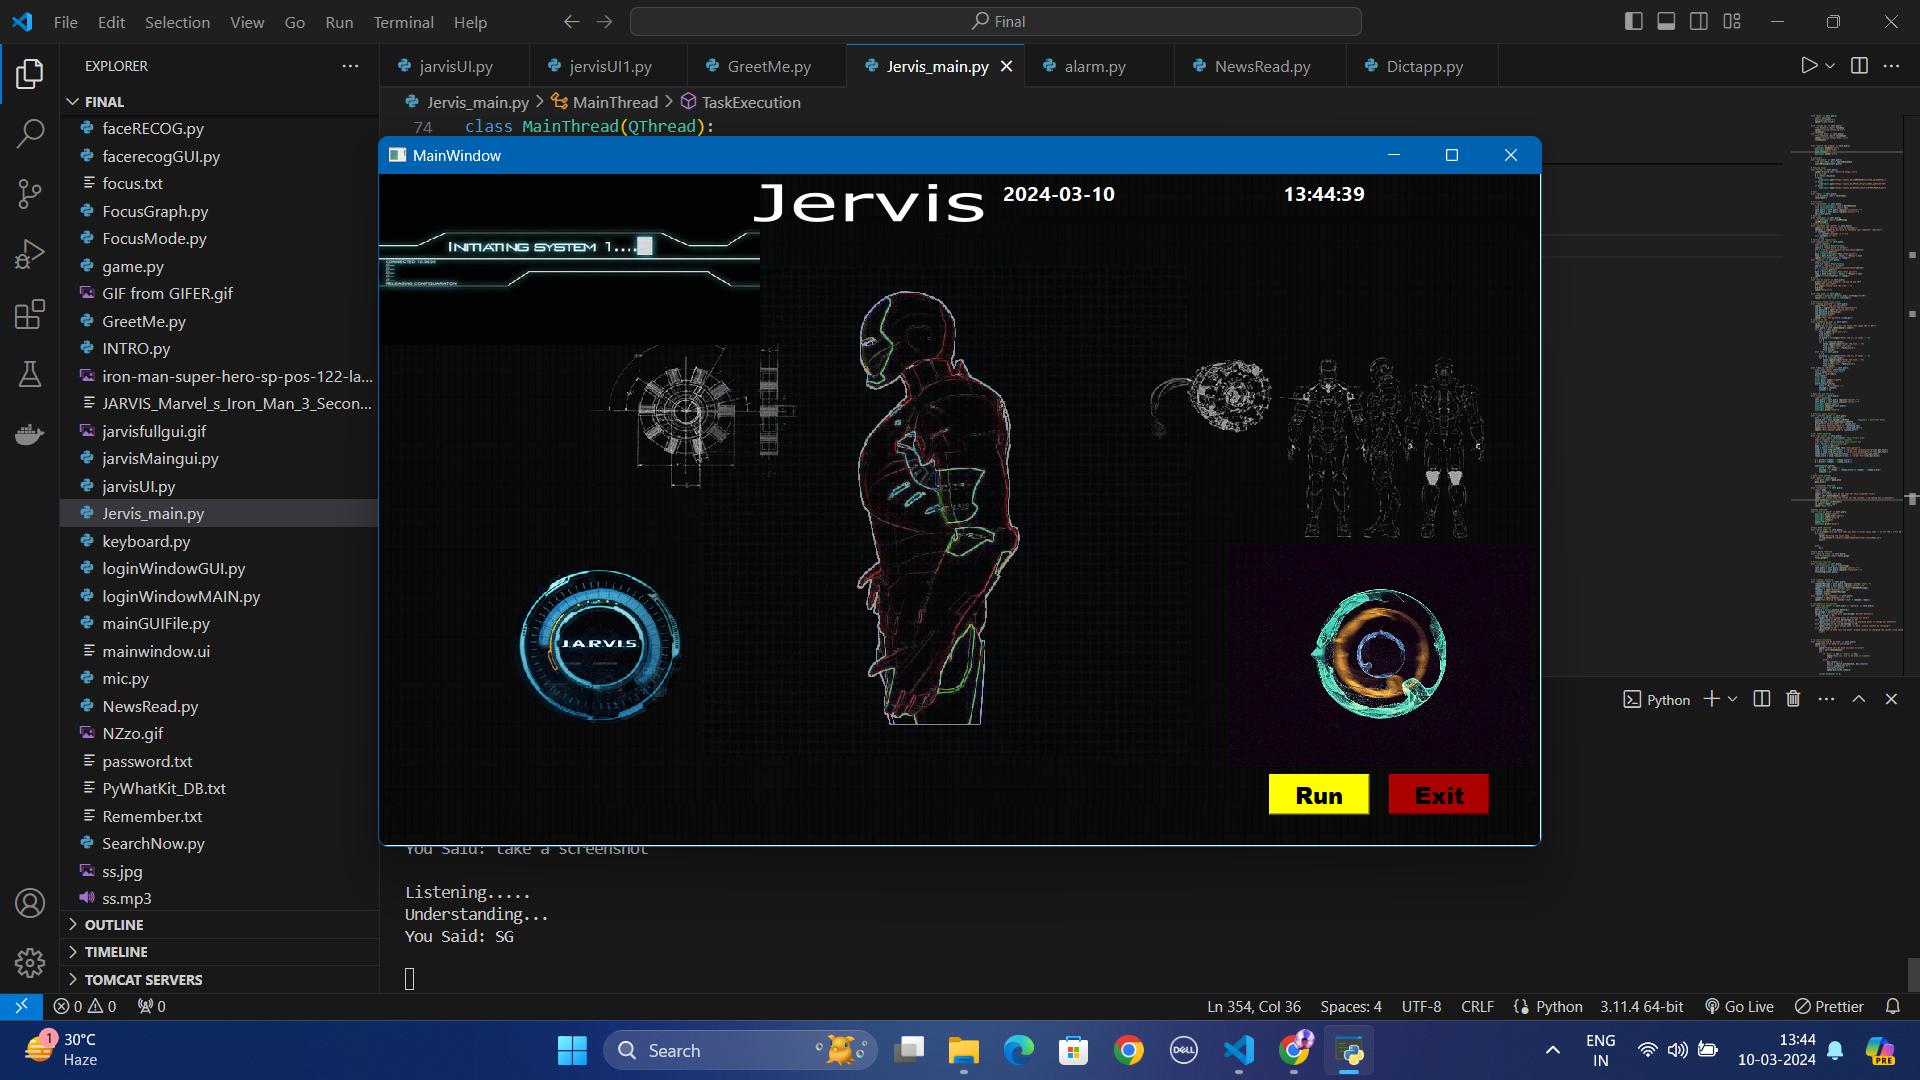 File Edit Selection View Go Run Terminal Help
Final
EXPLORER
FINAL
faceRECOG.py
facerecogGUI.py
focus.txt
FocusGraph.py
FocusMode.py
game.py
GIF from GIFER.gif
GreetMe.py
INTRO.py
iron-man-super-hero-sp-pos-122-la...
JARVIS_Marvel_s_Iron_Man_3_Secon...
jarvisfullgui.gif
jarvisMaingui.py
jarvisUI.py
Jervis_main.py
keyboard.py
loginWindowGUI.py
loginWindowMAIN.py
mainGUIFile.py
mainwindow.ui
mic.py
NewsRead.py
NZzo.gif
password.txt
PyWhatKit_DB.txt
Remember.txt
SearchNow.py
ss.jpg
ss.mp3
OUTLINE
TIMELINE
TOMCAT SERVERS
jarvisUI.py jervisUI1.py GreetMe.py Jervis_main.py alarm.py NewsRead.py Dictapp.py
Jervis_main.py > MainThread > TaskExecution
74 class MainThread(QThread):
MainWindow
Jervis 2024-03-10 13:44:39
INITIATING SYSTEM 1....
J.A.R.V.I.S.
Run Exit
Python
You Said: take a screenshot
Listening.....
Understanding...
You Said: SG
0 0 0
Ln 354, Col 36 Spaces: 4 UTF-8 CRLF Python 3.11.4 64-bit Go Live Prettier
1 30°C
Haze
Search
DELL
PRE
ENG
IN
13:44
10-03-2024